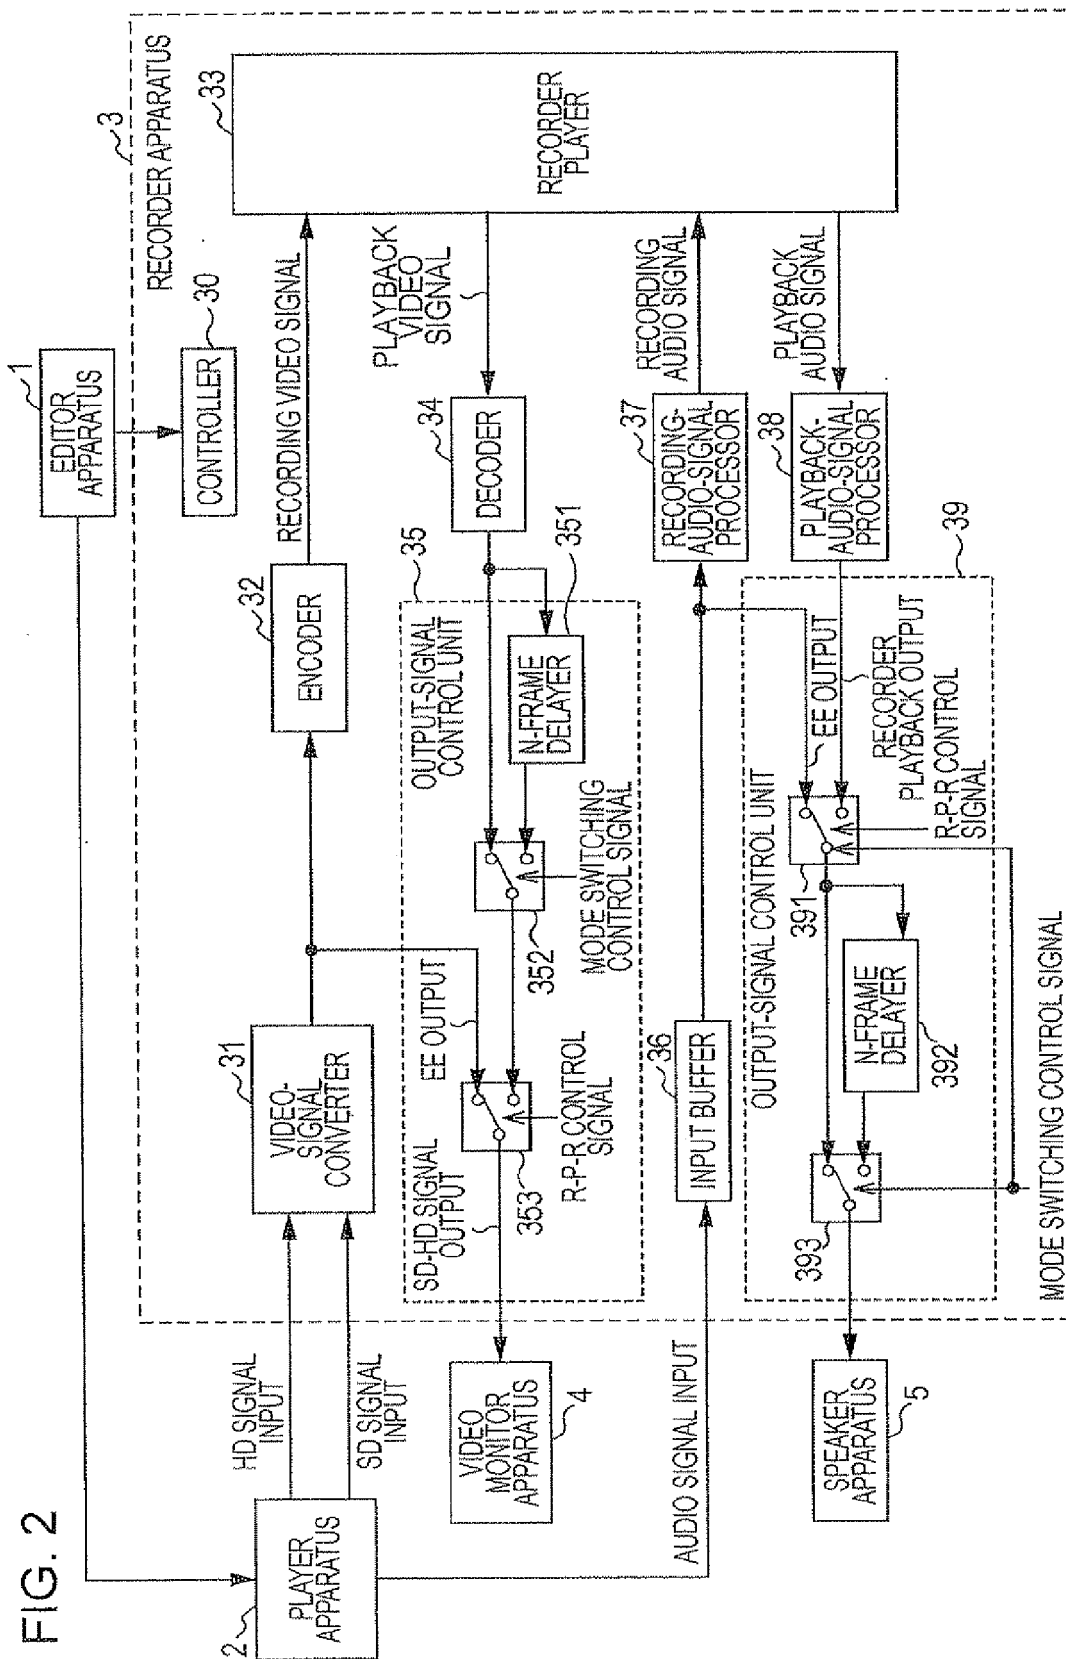 FIG. 2
1
EDITOR
APPARATUS
3
RECORDER APPARATUS
30
CONTROLLER
2
PLAYER
APPARATUS
HD SIGNAL
INPUT
SD SIGNAL
INPUT
31
VIDEO-
SIGNAL
CONVERTER
32
ENCODER
RECORDING VIDEO SIGNAL
33
RECORDER
PLAYER
PLAYBACK
VIDEO
SIGNAL
34
DECODER
35
OUTPUT-SIGNAL
CONTROL UNIT
351
N-FRAME
DELAYER
352
MODE SWITCHING
CONTROL SIGNAL
EE OUTPUT
353
R-P-R CONTROL
SIGNAL
SD-HD SIGNAL
OUTPUT
VIDEO
MONITOR
APPARATUS
4
AUDIO SIGNAL INPUT
36
INPUT BUFFER
37
RECORDING-
AUDIO-SIGNAL
PROCESSOR
RECORDING
AUDIO SIGNAL
PLAYBACK
AUDIO SIGNAL
38
PLAYBACK-
AUDIO-SIGNAL
PROCESSOR
39
OUTPUT-SIGNAL CONTROL UNIT
EE OUTPUT
RECORDER
PLAYBACK OUTPUT
R-P-R CONTROL
SIGNAL
391
N-FRAME
DELAYER
392
393
MODE SWITCHING CONTROL SIGNAL
SPEAKER
APPARATUS
5